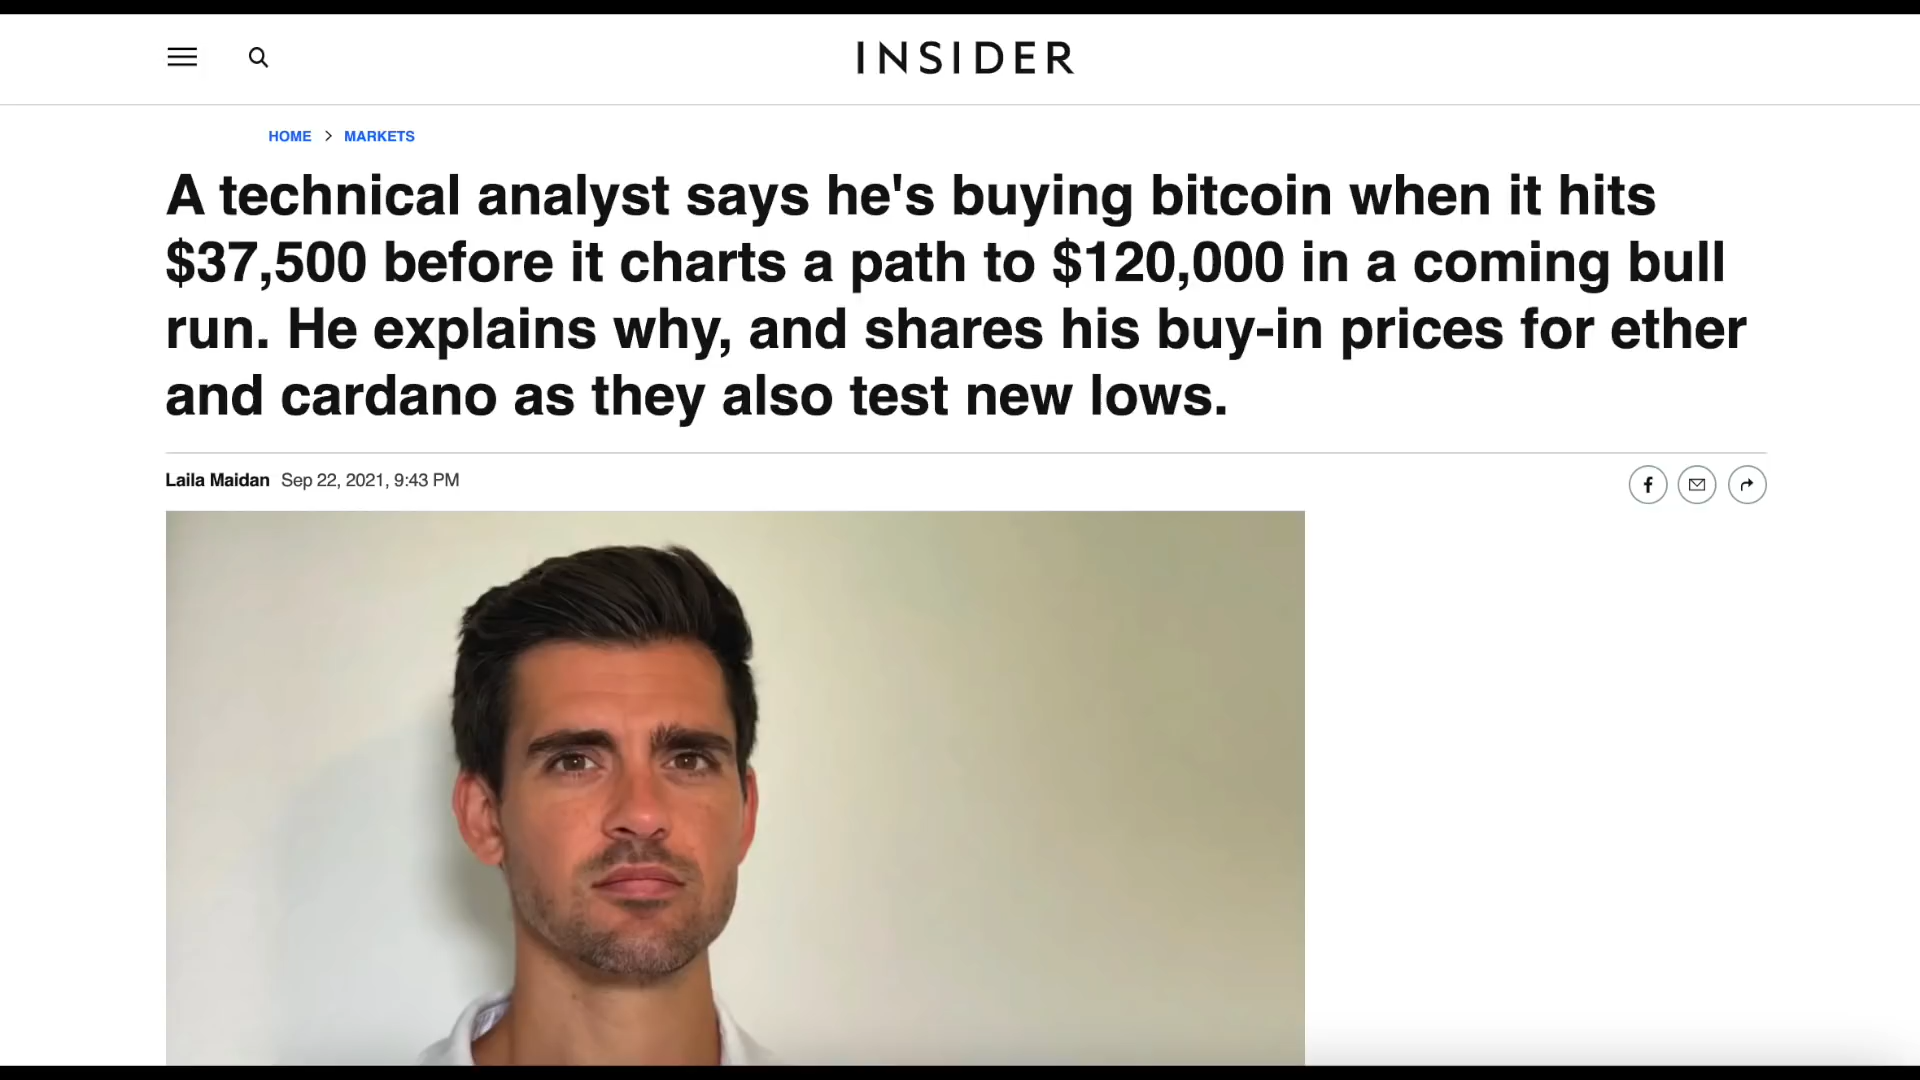 INSIDER
HOME > MARKETS
A technical analyst says he's buying bitcoin when it hits
$37,500 before it charts a path to $120,000 in a coming bull
run. He explains why, and shares his buy-in prices for ether
and cardano as they also test new lows.
Laila Maidan Sep 22, 2021, 9:43 PM